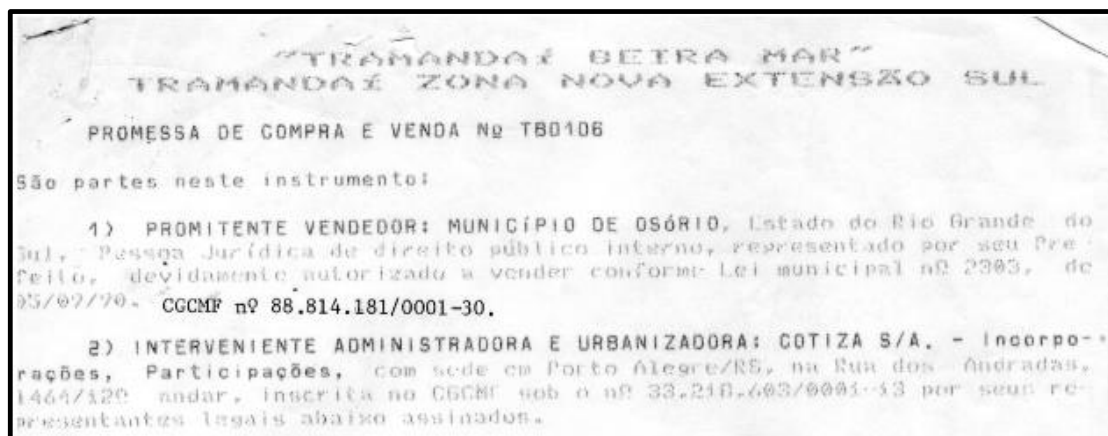 "TRAMANDAÍ BEIRA MAR"
TRAMANDAÍ ZONA NOVA EXTENSÃO SUL
PROMESSA DE COMPRA E VENDA Nº TB0106
São partes neste instrumento:
1) PROMITENTE VENDEDOR: MUNICÍPIO DE OSÓRIO, Estado do Rio Grande do
Sul, Pessoa Jurídica de direito público interno, representado por seu Pre-
feito, devidamente autorizado a vender conforme Lei municipal nº 2303, de
05/09/90. CGCMF nº 88.814.181/0001-30.
2) INTERVENIENTE ADMINISTRADORA E URBANIZADORA: COTIZA S/A. - Incorpo-
rações, Participações, com sede em Porto Alegre/RS, na Rua dos Andradas,
1464/12º andar, inscrita no CGCMF sob o nº 33.218.603/0001-13 por seus re-
presentantes legais abaixo assinados.